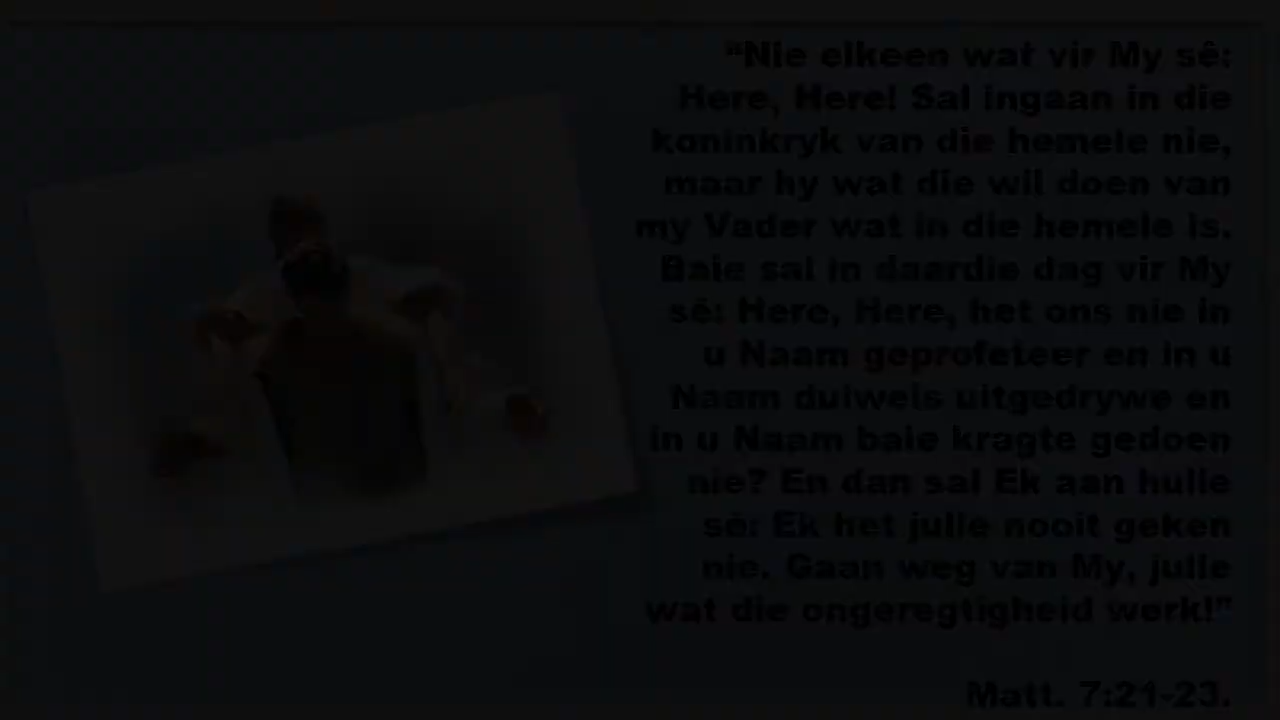 “Nie elkeen wat vir My sê:
Here, Here! Sal ingaan in die
koninkryk van die hemele nie,
maar hy wat die wil doen van
my Vader wat in die hemele is.
Baie sal in daardie dag vir My
sê: Here, Here, het ons nie in
u Naam geprofeteer en in u
Naam duiwels uitgedrywe en
in u Naam baie kragte gedoen
nie? En dan sal Ek aan hulle
sê: Ek het julle nooit geken
nie. Gaan weg van My, julle
wat die ongeregtigheid werk!”
Matt. 7:21-23.